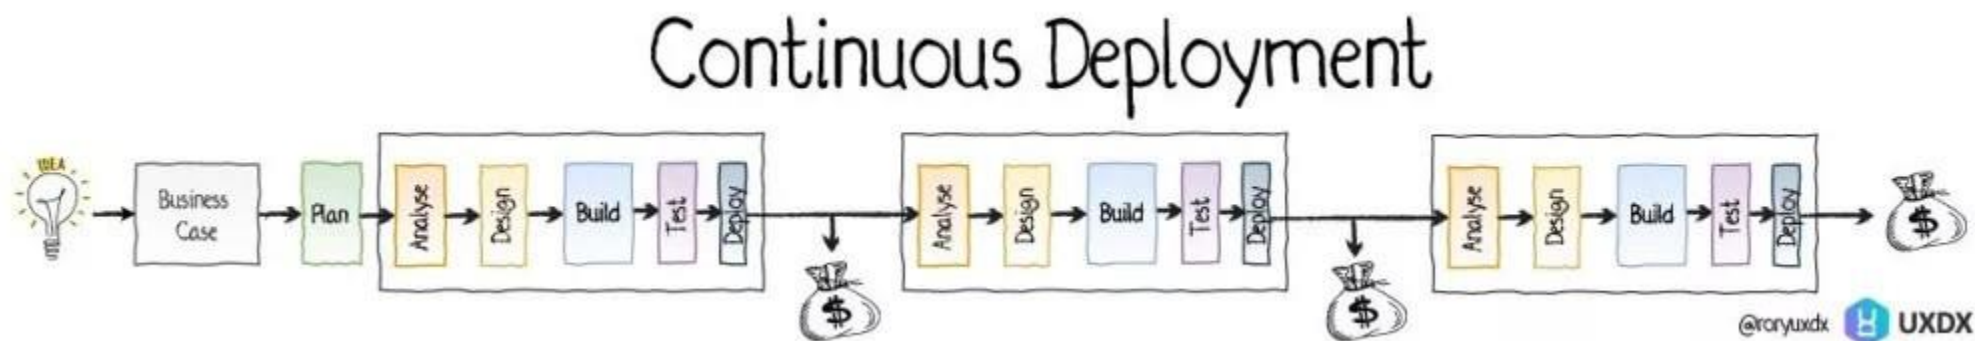 Continuous Deployment
IDEA
Business
Case
Plan
Analyse
Design
Build
Test
Deploy
$
Analyse
Design
Build
Test
Deploy
$
Analyse
Design
Build
Test
Deploy
$
@roryuxdx
UXDX